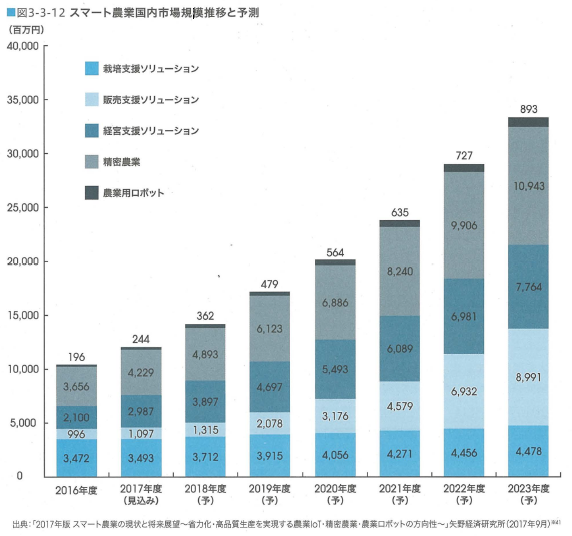 ■図3-3-12 スマート農業国内市場規模推移と予測
(百万円)
40,000
35,000
30,000
25,000
20,000
15,000
10,000
5,000
0
栽培支援ソリューション
販売支援ソリューション
経営支援ソリューション
精密農業
農業用ロボット
196
3,656
2,100
996
3,472
244
4,229
2,987
1,097
3,493
362
4,893
3,897
1,315
3,712
479
6,123
4,697
2,078
3,915
564
6,886
5,493
3,176
4,056
635
8,240
6,089
4,579
4,271
727
9,906
6,981
6,932
4,456
893
10,943
7,764
8,991
4,478
2016年度
2017年度
(見込み)
2018年度
(予)
2019年度
(予)
2020年度
(予)
2021年度
(予)
2022年度
(予)
2023年度
(予)
出典:「2017年版 スマート農業の現状と将来展望〜省力化・高品質生産を実現する農業IoT・精密農業・農業ロボットの方向性〜」矢野経済研究所(2017年9月)※41